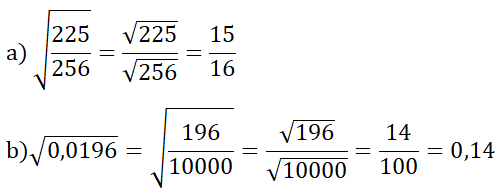 a) √(225/256) = √225/√256 = 15/16
b)√0,0196 = √(196/10000) = √196/√10000 = 14/100 = 0,14